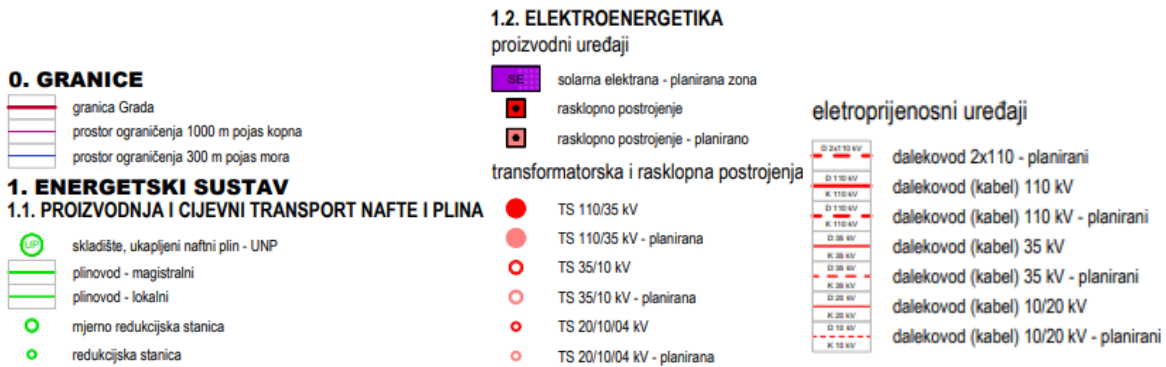 0. GRANICE
granica Grada
prostor ograničenja 1000 m pojas kopna
prostor ograničenja 300 m pojas mora
1. ENERGETSKI SUSTAV
1.1. PROIZVODNJA I CIJEVNI TRANSPORT NAFTE I PLINA
UP skladište, ukapljeni naftni plin - UNP
plinovod - magistralni
plinovod - lokalni
mjerno redukcijska stanica
redukcijska stanica
1.2. ELEKTROENERGETIKA
proizvodni uređaji
SE solarna elektrana - planirana zona
rasklopno postrojenje
rasklopno postrojenje - planirano
transformatorska i rasklopna postrojenja
TS 110/35 kV
TS 110/35 kV - planirana
TS 35/10 kV
TS 35/10 kV - planirana
TS 20/10/04 kV
TS 20/10/04 kV - planirana
eletroprijenosni uređaji
D 2x110 kV
dalekovod 2x110 - planirani
D 110 kV
dalekovod (kabel) 110 kV
K 110 kV
D 110 kV
dalekovod (kabel) 110 kV - planirani
K 110 kV
D 35 kV
dalekovod (kabel) 35 kV
K 35 kV
D 35 kV
dalekovod (kabel) 35 kV - planirani
K 35 kV
D 20 kV
dalekovod (kabel) 10/20 kV
K 20 kV
D 10 kV
dalekovod (kabel) 10/20 kV - planirani
K 10 kV